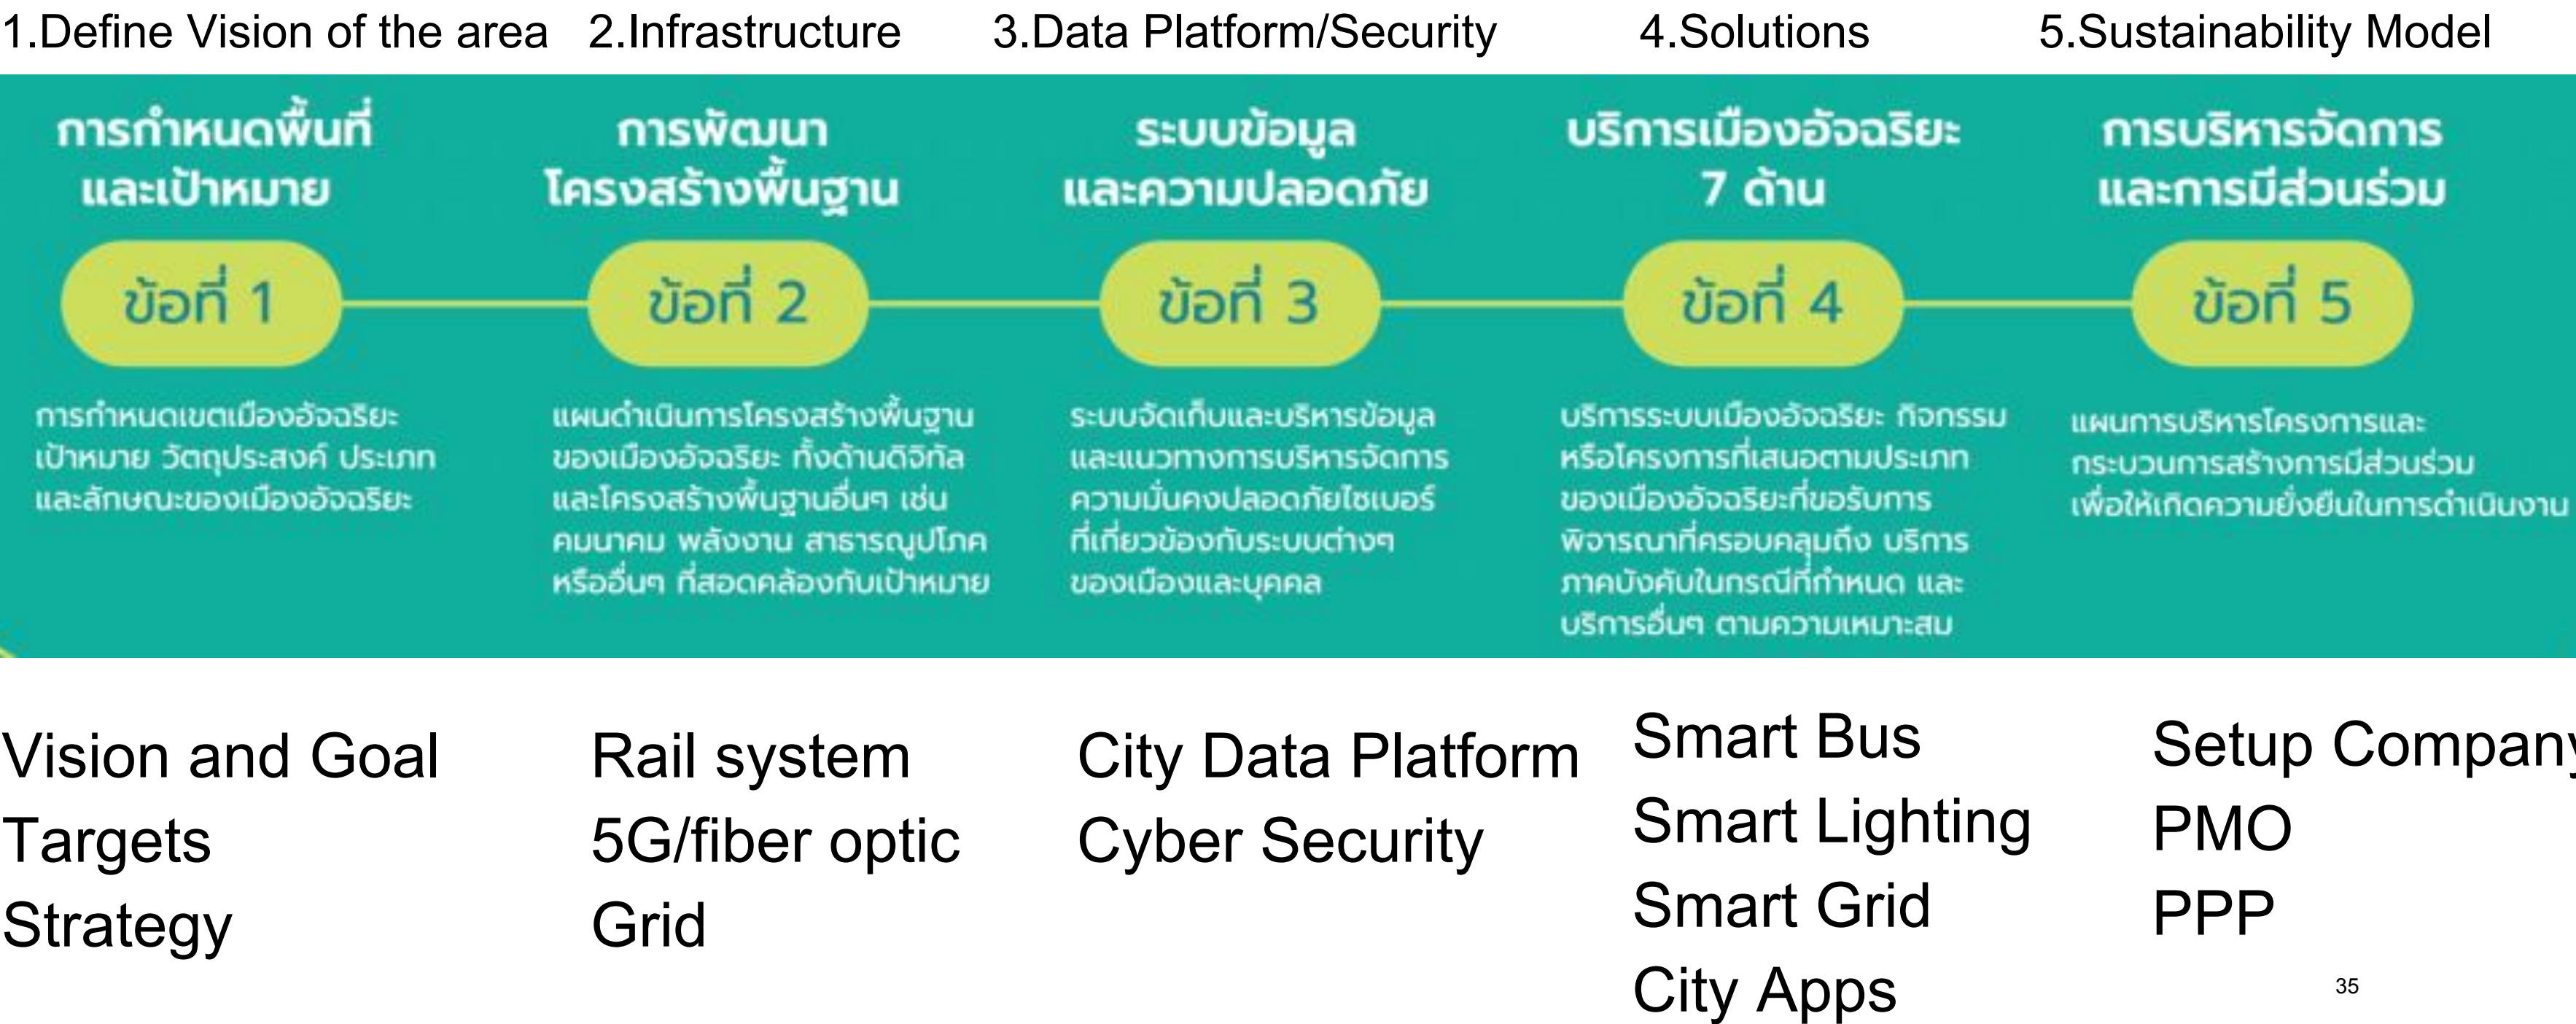 1.Define Vision of the area
2.Infrastructure
3.Data Platform/Security
4.Solutions
5.Sustainability Model
การกำหนดพื้นที่
และเป้าหมาย
ข้อที่ 1
การกำหนดเขตเมืองอัจฉริยะ
เป้าหมาย วัตถุประสงค์ ประเภท
และลักษณะของเมืองอัจฉริยะ
การพัฒนา
โครงสร้างพื้นฐาน
ข้อที่ 2
แผนดำเนินการโครงสร้างพื้นฐาน
ของเมืองอัจฉริยะ ทั้งด้านดิจิทัล
และโครงสร้างพื้นฐานอื่นๆ เช่น
คมนาคม พลังงาน สาธารณูปโภค
หรืออื่นๆ ที่สอดคล้องกับเป้าหมาย
ระบบข้อมูล
และความปลอดภัย
ข้อที่ 3
ระบบจัดเก็บและบริหารข้อมูล
และแนวทางการบริหารจัดการ
ความมั่นคงปลอดภัยไซเบอร์
ที่เกี่ยวข้องกับระบบต่างๆ
ของเมืองและบุคคล
บริการเมืองอัจฉริยะ
7 ด้าน
ข้อที่ 4
บริการระบบเมืองอัจฉริยะ กิจกรรม
หรือโครงการที่เสนอตามประเภท
ของเมืองอัจฉริยะที่ขอรับการ
พิจารณาที่ครอบคลุมถึง บริการ
ภาคบังคับในกรณีที่กำหนด และ
บริการอื่นๆ ตามความเหมาะสม
การบริหารจัดการ
และการมีส่วนร่วม
ข้อที่ 5
แผนการบริหารโครงการและ
กระบวนการสร้างการมีส่วนร่วม
เพื่อให้เกิดความยั่งยืนในการดำเนินงาน
Vision and Goal
Targets
Strategy
Rail system
5G/fiber optic
Grid
City Data Platform
Cyber Security
Smart Bus
Smart Lighting
Smart Grid
City Apps
Setup Company
PMO
PPP
35